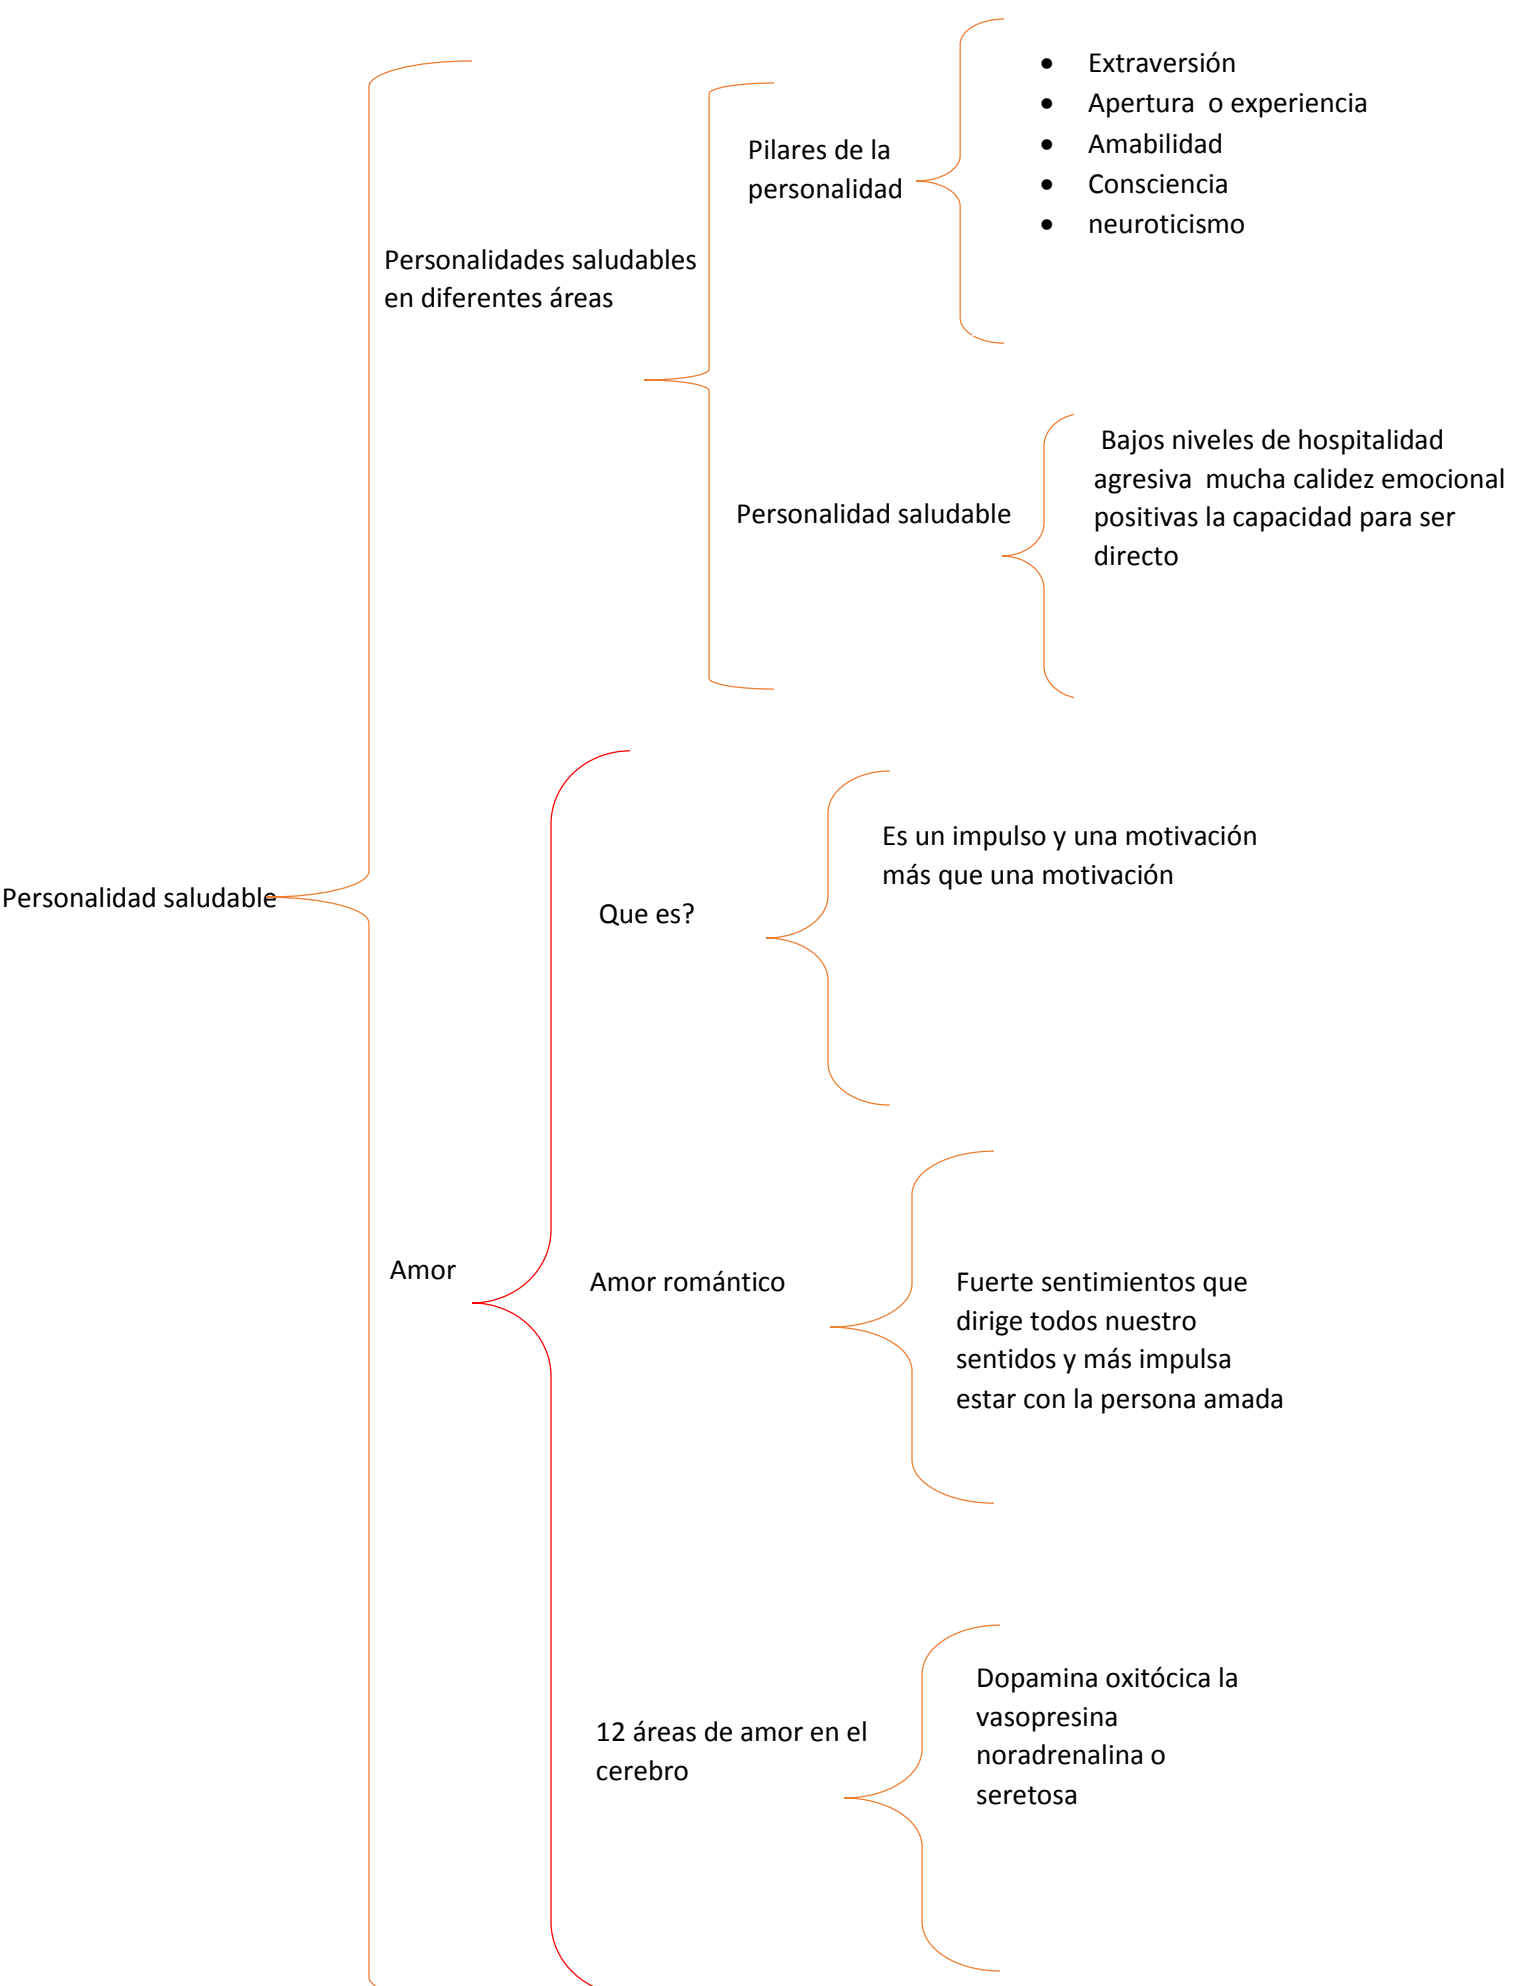 Personalidad saludable
Personalidades saludables
en diferentes áreas
Pilares de la
personalidad
• Extraversión
• Apertura  o experiencia
• Amabilidad
• Consciencia
• neuroticismo
Personalidad saludable
Bajos niveles de hospitalidad
agresiva  mucha calidez emocional
positivas la capacidad para ser
directo
Amor
Que es?
Es un impulso y una motivación
más que una motivación
Amor romántico
Fuerte sentimientos que
dirige todos nuestro
sentidos y más impulsa
estar con la persona amada
12 áreas de amor en el
cerebro
Dopamina oxitócica la
vasopresina
noradrenalina o
seretosa